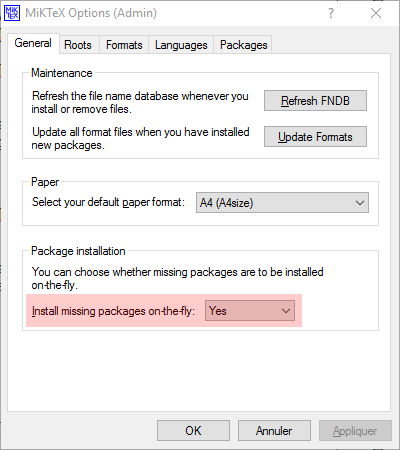 MiKTeX Options (Admin)
General Roots Formats Languages Packages
Maintenance
Refresh the file name database whenever you
install or remove files.
Refresh FNDB
Update all format files when you have installed
new packages.
Update Formats
Paper
Select your default paper format:
A4 (A4size)
Package installation
You can choose whether missing packages are to be installed
on-the-fly.
Install missing packages on-the-fly:
Yes
OK Annuler Appliquer